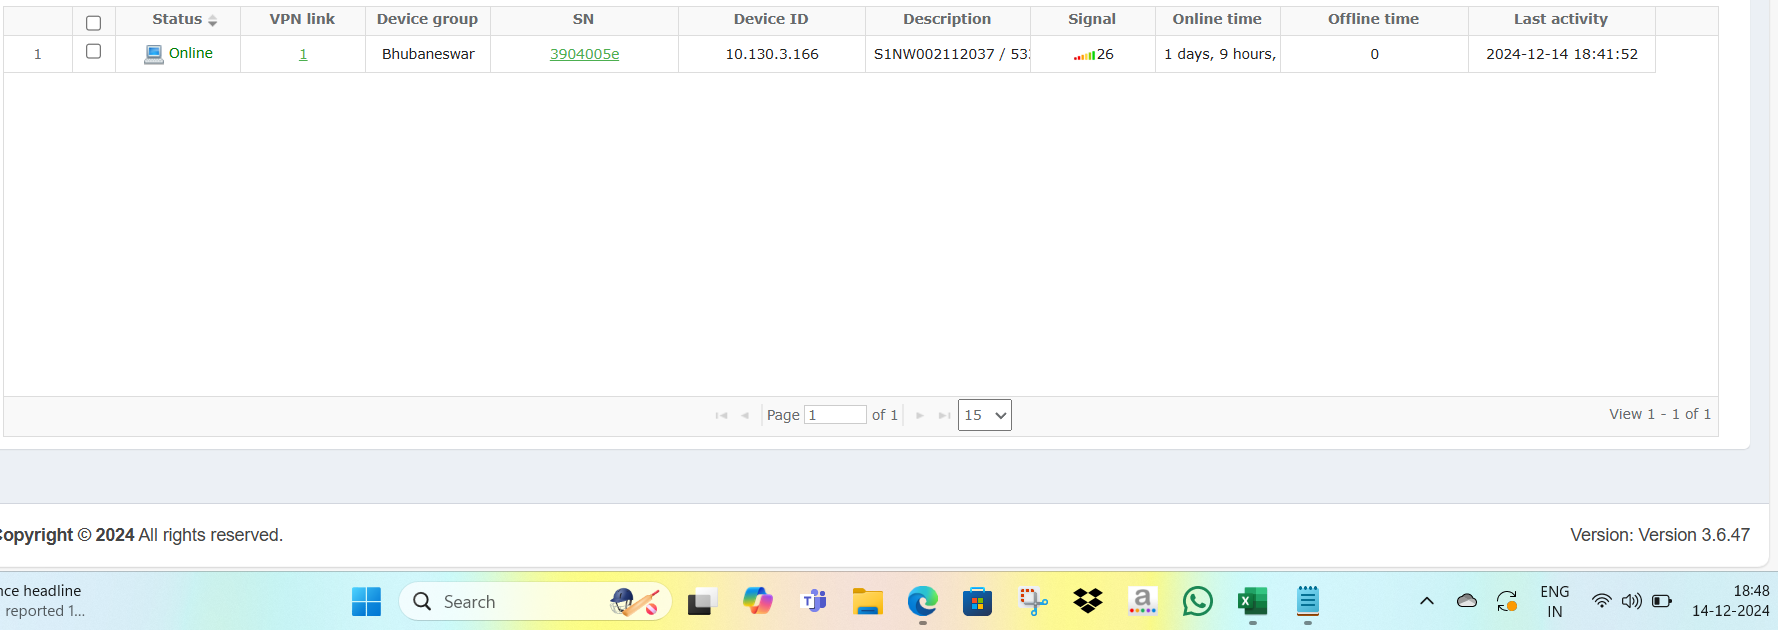 Status VPN link Device group SN Device ID Description Signal Online time Offline time Last activity
1 Online 1 Bhubaneswar 3904005e 10.130.3.166 S1NW002112037 / 53 26 1 days, 9 hours, 0 2024-12-14 18:41:52
Page 1 of 1 15 View 1 - 1 of 1
opyright © 2024 All rights reserved. Version: Version 3.6.47
nce headline
reported 1...
Search
a
ENG
IN
18:48
14-12-2024